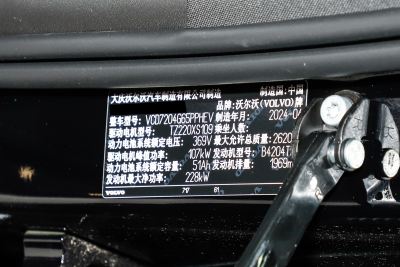 大庆沃尔沃汽车制造有限公司制造 制造国:中国
品牌:沃尔沃(VOLVO)牌
整车型号: VCD7204G65PPHEV 制造年月: 2024-0
驱动电机型号: TZ220XS109 乘坐人数:
动力电池系统额定电压: 369V 最大允许总质量: 2620
驱动电机峰值功率: 107kW 发动机型号: B4204T
动力电池系统额定容量: 51Ah 发动机排量: 1969m
发动机最大净功率: 228kW
VOLVO